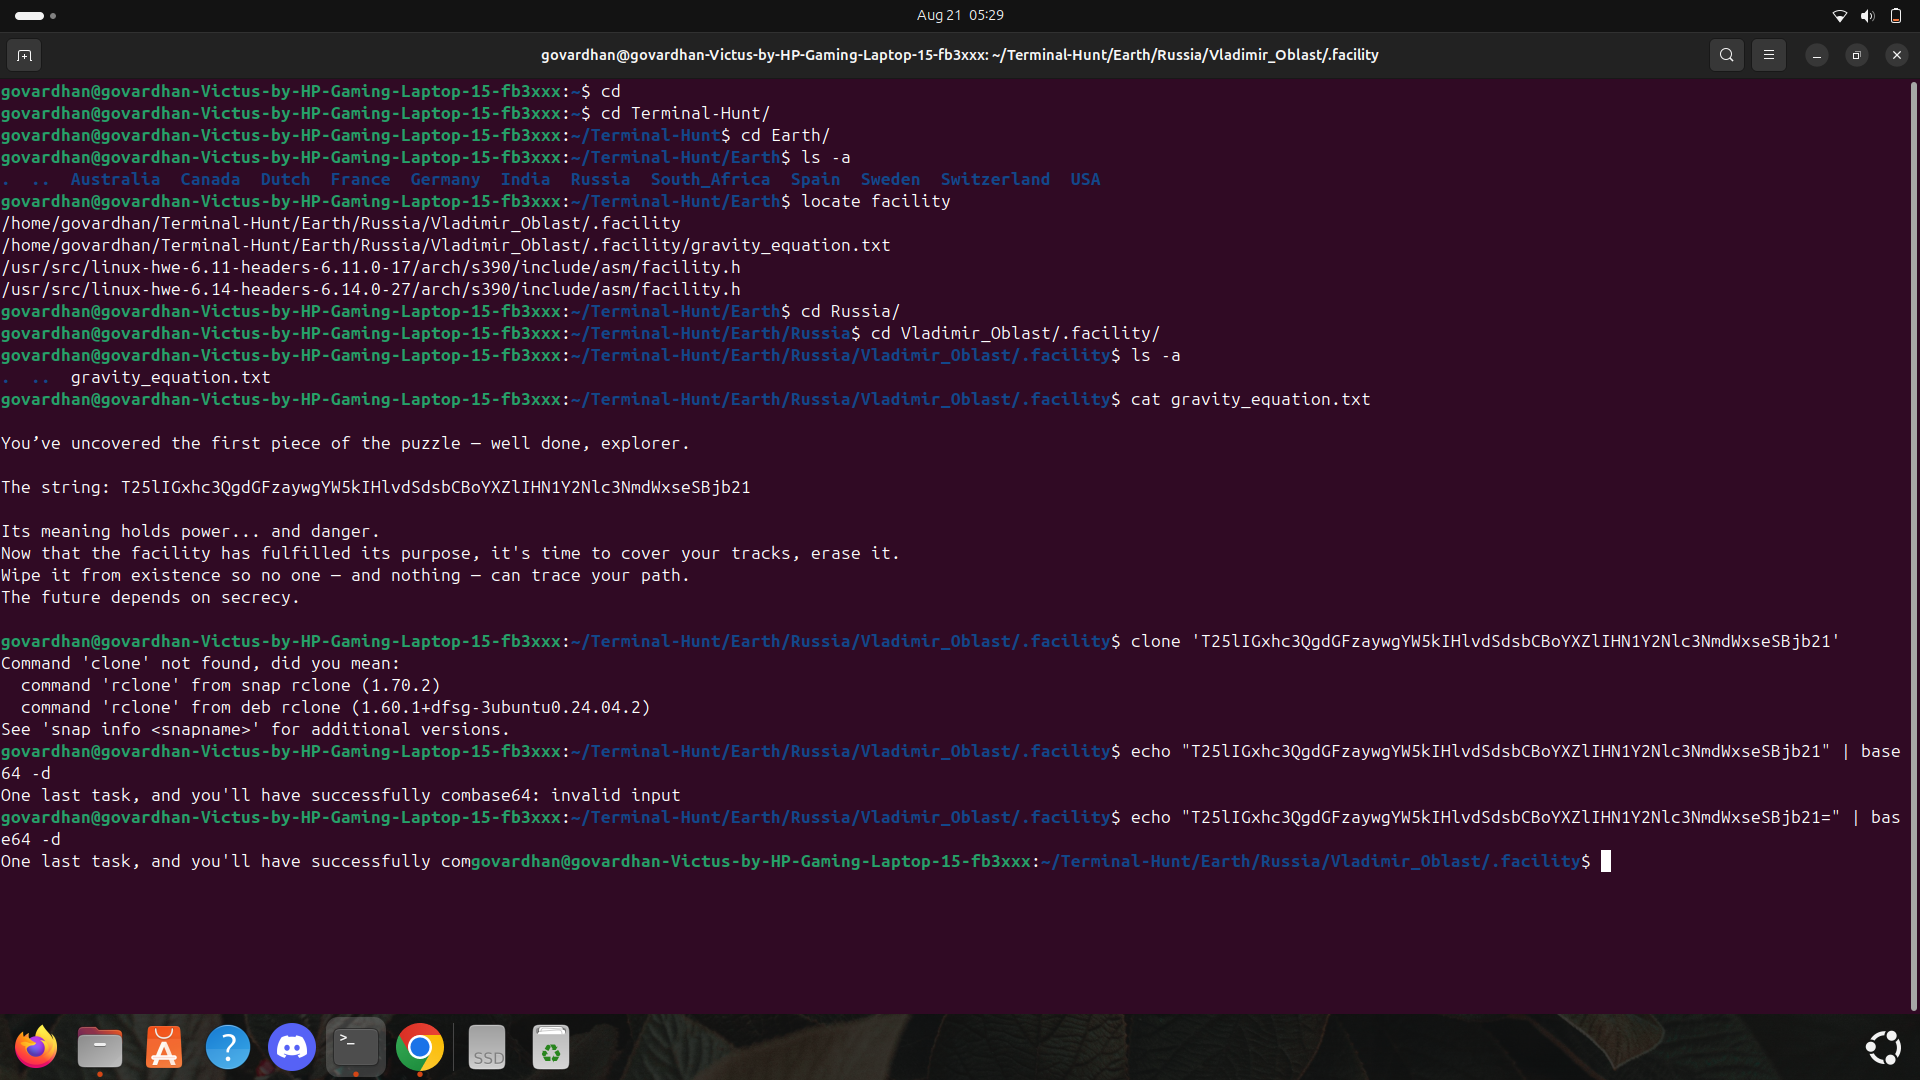 Aug 21 05:29
govardhan@govardhan-Victus-by-HP-Gaming-Laptop-15-fb3xxx: ~/Terminal-Hunt/Earth/Russia/Vladimir_Oblast/.facility
govardhan@govardhan-Victus-by-HP-Gaming-Laptop-15-fb3xxx:~$ cd
govardhan@govardhan-Victus-by-HP-Gaming-Laptop-15-fb3xxx:~$ cd Terminal-Hunt/
govardhan@govardhan-Victus-by-HP-Gaming-Laptop-15-fb3xxx:~/Terminal-Hunt$ cd Earth/
govardhan@govardhan-Victus-by-HP-Gaming-Laptop-15-fb3xxx:~/Terminal-Hunt/Earth$ ls -a
.  ..  Australia  Canada  Dutch  France  Germany  India  Russia  South_Africa  Spain  Sweden  Switzerland  USA
govardhan@govardhan-Victus-by-HP-Gaming-Laptop-15-fb3xxx:~/Terminal-Hunt/Earth$ locate facility
/home/govardhan/Terminal-Hunt/Earth/Russia/Vladimir_Oblast/.facility
/home/govardhan/Terminal-Hunt/Earth/Russia/Vladimir_Oblast/.facility/gravity_equation.txt
/usr/src/linux-hwe-6.11-headers-6.11.0-17/arch/s390/include/asm/facility.h
/usr/src/linux-hwe-6.14-headers-6.14.0-27/arch/s390/include/asm/facility.h
govardhan@govardhan-Victus-by-HP-Gaming-Laptop-15-fb3xxx:~/Terminal-Hunt/Earth$ cd Russia/
govardhan@govardhan-Victus-by-HP-Gaming-Laptop-15-fb3xxx:~/Terminal-Hunt/Earth/Russia$ cd Vladimir_Oblast/.facility/
govardhan@govardhan-Victus-by-HP-Gaming-Laptop-15-fb3xxx:~/Terminal-Hunt/Earth/Russia/Vladimir_Oblast/.facility$ ls -a
.  ..  gravity_equation.txt
govardhan@govardhan-Victus-by-HP-Gaming-Laptop-15-fb3xxx:~/Terminal-Hunt/Earth/Russia/Vladimir_Oblast/.facility$ cat gravity_equation.txt
You’ve uncovered the first piece of the puzzle — well done, explorer.
The string: T25lIGxhc3QgdGFzaywgYW5kIHlvdSdsbCBoYXZlIHN1Y2Nlc3NmdWxseSBjb21
Its meaning holds power... and danger.
Now that the facility has fulfilled its purpose, it's time to cover your tracks, erase it.
Wipe it from existence so no one — and nothing — can trace your path.
The future depends on secrecy.
govardhan@govardhan-Victus-by-HP-Gaming-Laptop-15-fb3xxx:~/Terminal-Hunt/Earth/Russia/Vladimir_Oblast/.facility$ clone 'T25lIGxhc3QgdGFzaywgYW5kIHlvdSdsbCBoYXZlIHN1Y2Nlc3NmdWxseSBjb21'
Command 'clone' not found, did you mean:
  command 'rclone' from snap rclone (1.70.2)
  command 'rclone' from deb rclone (1.60.1+dfsg-3ubuntu0.24.04.2)
See 'snap info <snapname>' for additional versions.
govardhan@govardhan-Victus-by-HP-Gaming-Laptop-15-fb3xxx:~/Terminal-Hunt/Earth/Russia/Vladimir_Oblast/.facility$ echo "T25lIGxhc3QgdGFzaywgYW5kIHlvdSdsbCBoYXZlIHN1Y2Nlc3NmdWxseSBjb21" | base
64 -d
One last task, and you'll have successfully combase64: invalid input
govardhan@govardhan-Victus-by-HP-Gaming-Laptop-15-fb3xxx:~/Terminal-Hunt/Earth/Russia/Vladimir_Oblast/.facility$ echo "T25lIGxhc3QgdGFzaywgYW5kIHlvdSdsbCBoYXZlIHN1Y2Nlc3NmdWxseSBjb21=" | bas
e64 -d
One last task, and you'll have successfully comgovardhan@govardhan-Victus-by-HP-Gaming-Laptop-15-fb3xxx:~/Terminal-Hunt/Earth/Russia/Vladimir_Oblast/.facility$
SSD